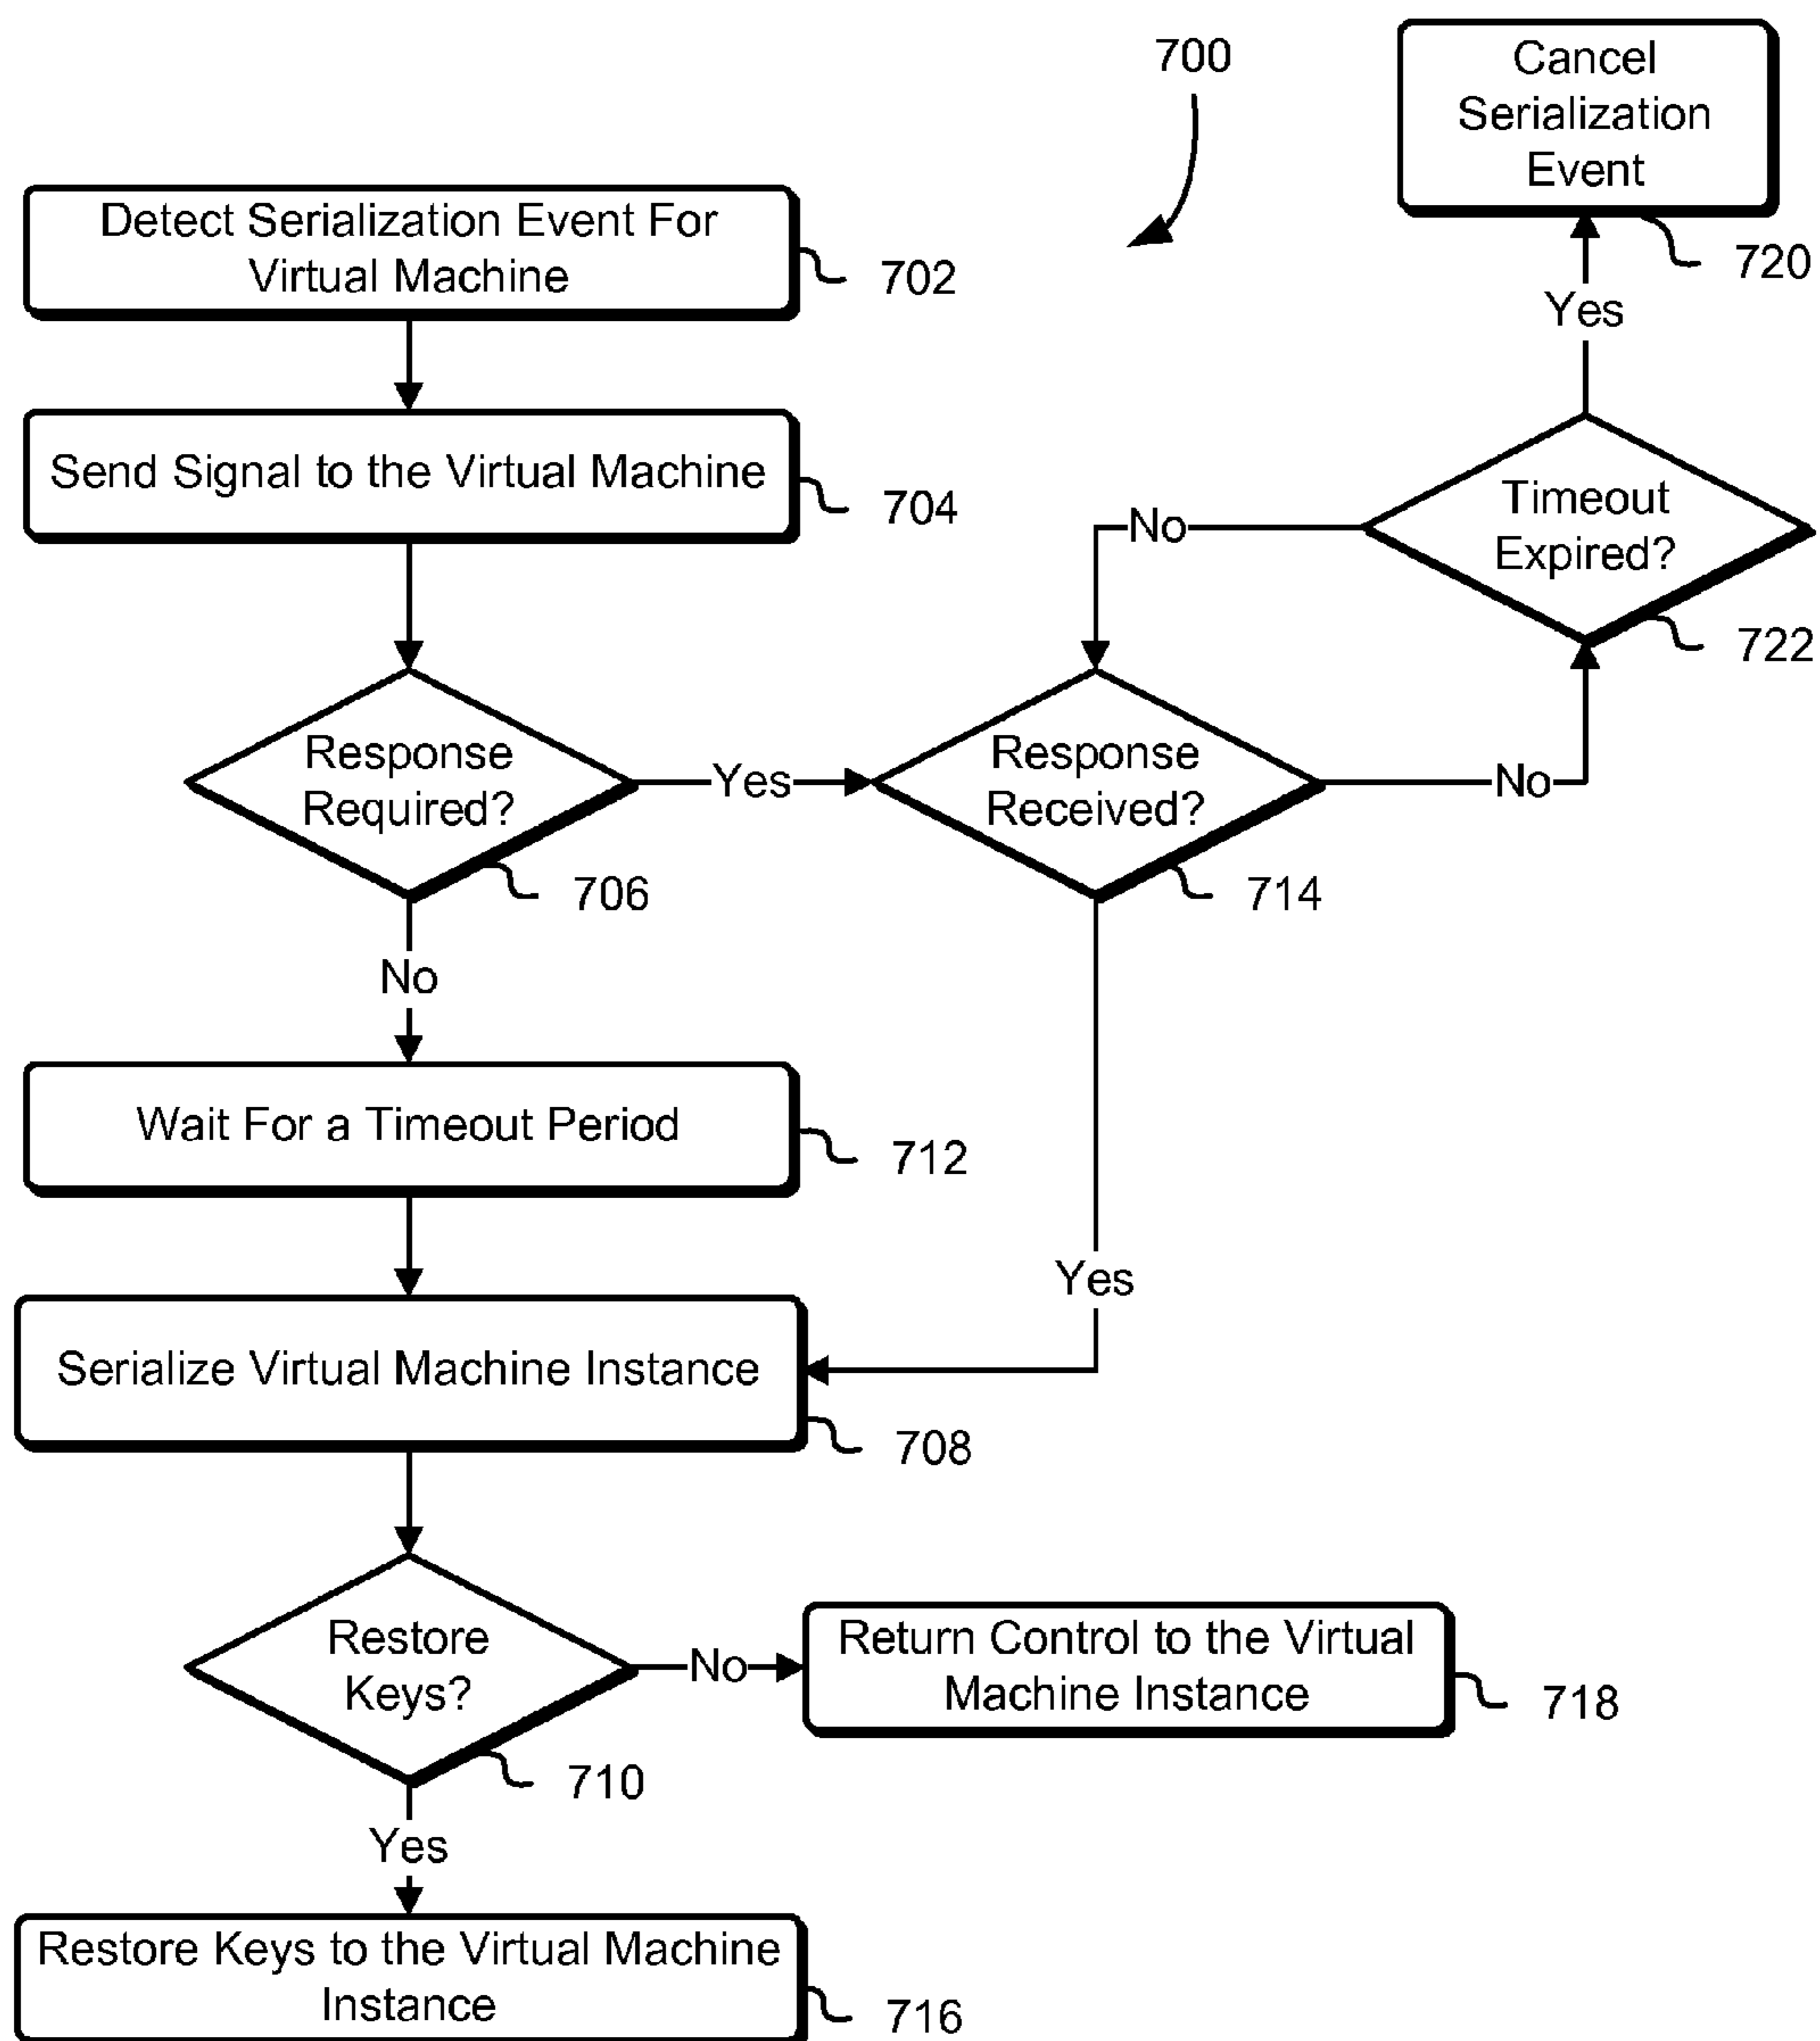 700
Cancel
Serialization
Event
720
Detect Serialization Event For
Virtual Machine
702
Yes
Send Signal to the Virtual Machine
704
Timeout
Expired?
722
No
Response
Required?
706
Yes
Response
Received?
714
No
No
Wait For a Timeout Period
712
Yes
Serialize Virtual Machine Instance
708
Restore
Keys?
710
No
Return Control to the Virtual
Machine Instance
718
Yes
Restore Keys to the Virtual Machine
Instance
716